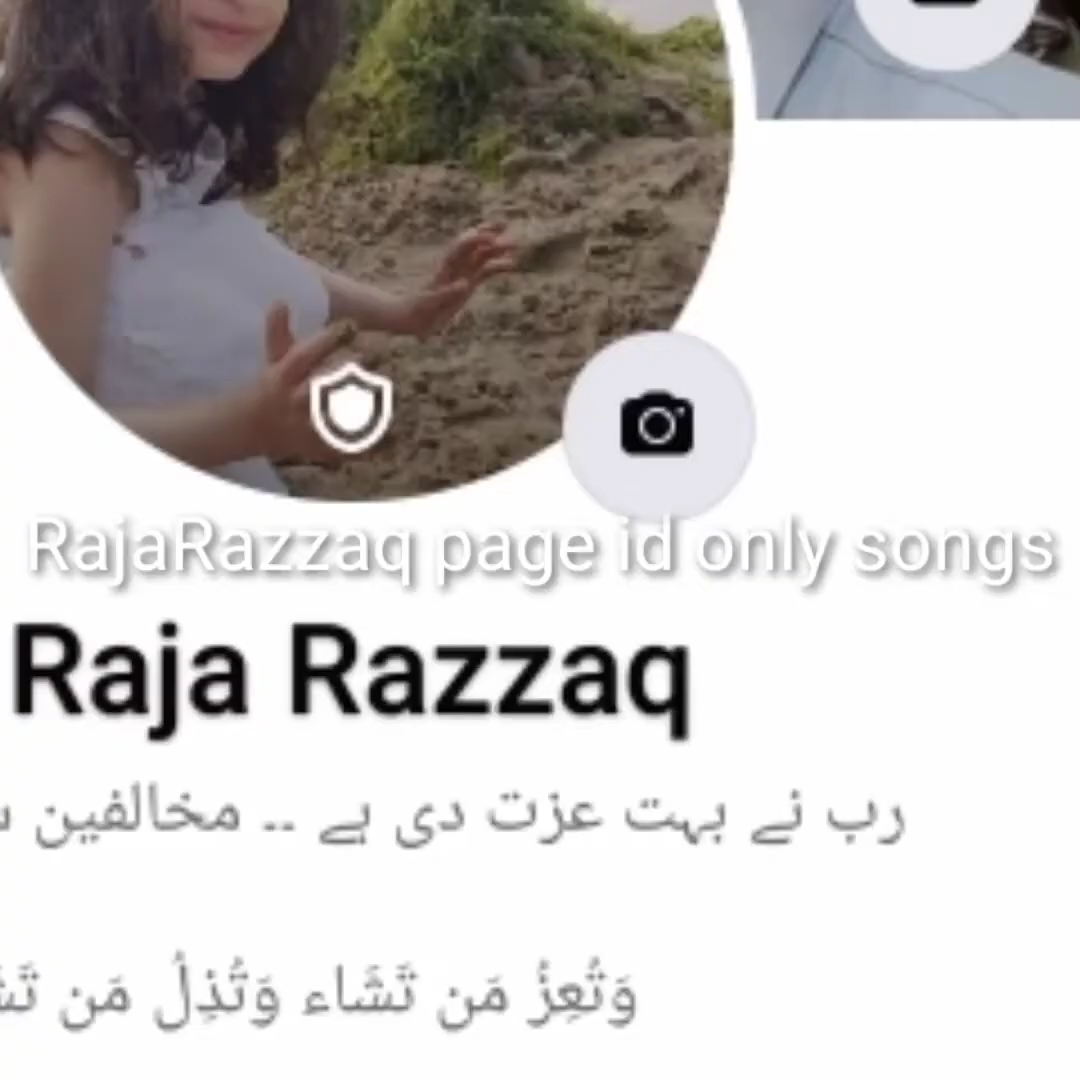 RajaRazzaq page id only songs
Raja Razzaq
رب نے بہت عزت دی ہے .. مخالفین
وَتُعِزُّ مَن تَشَاء وَتُذِلُّ مَن